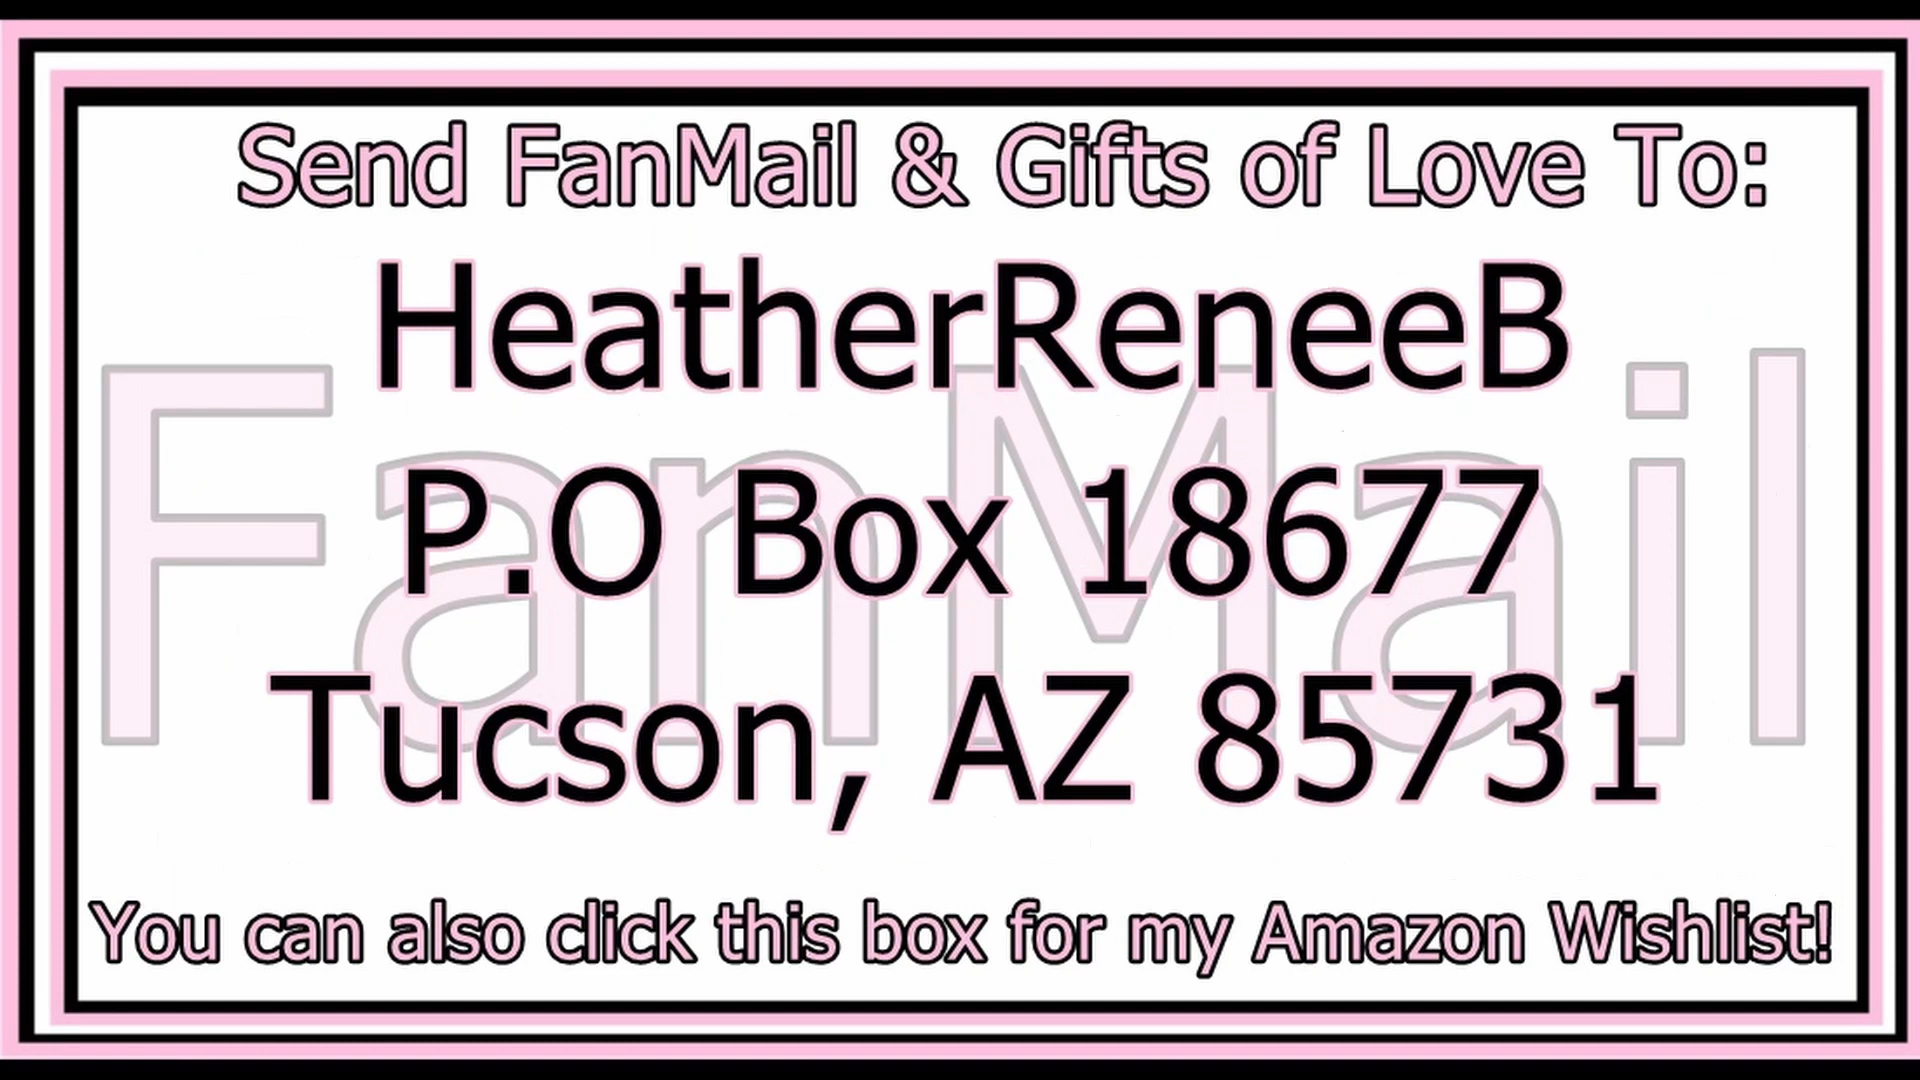 Send FanMail & Gifts of Love To:
HeatherReneeB
FanMail
P.O Box 18677
Tucson, AZ 85731
You can also click this box for my Amazon Wishlist!